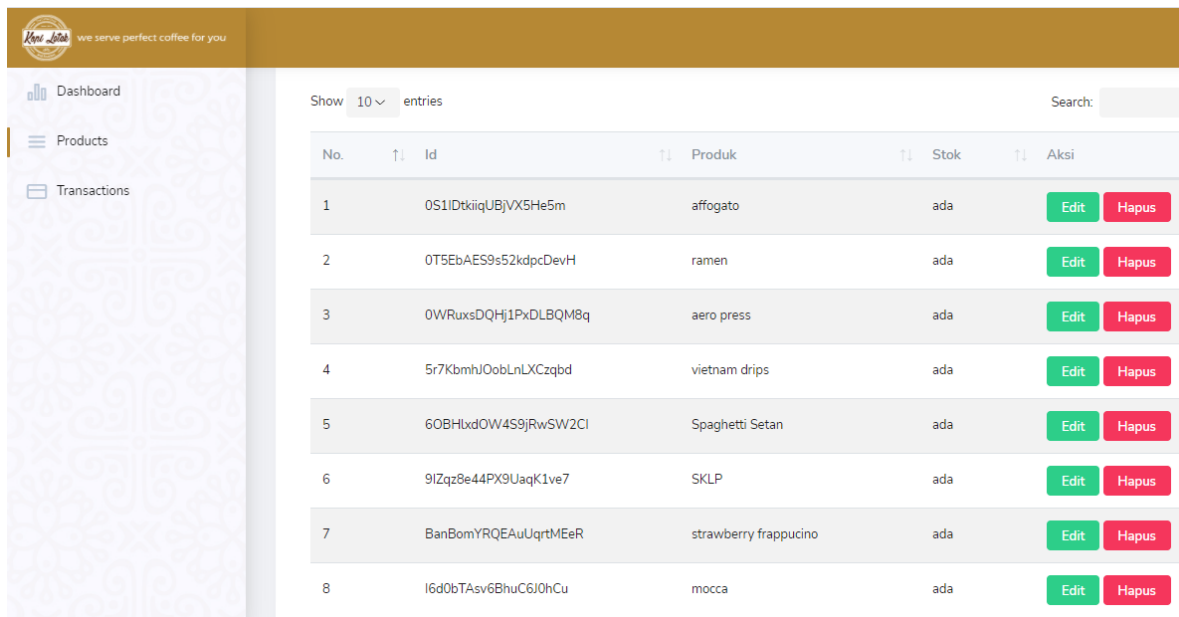 we serve perfect coffee for you
Dashboard
Products
Transactions
Show 10 entries
Search:
No. Id Produk Stok Aksi
1 0S1IDtkiiqUBjVX5He5m affogato ada Edit Hapus
2 0T5EbAES9s52kdpcDevH ramen ada Edit Hapus
3 0WRuxsDQHj1PxDLBQM8q aero press ada Edit Hapus
4 5r7KbmhJOobLnLXCzqbd vietnam drips ada Edit Hapus
5 6OBHlxdOW4S9jRwSW2CI Spaghetti Setan ada Edit Hapus
6 9IZqz8e44PX9UaqK1ve7 SKLP ada Edit Hapus
7 BanBomYRQEAuUqrtMEeR strawberry frappucino ada Edit Hapus
8 I6d0bTAsv6BhuC6J0hCu mocca ada Edit Hapus